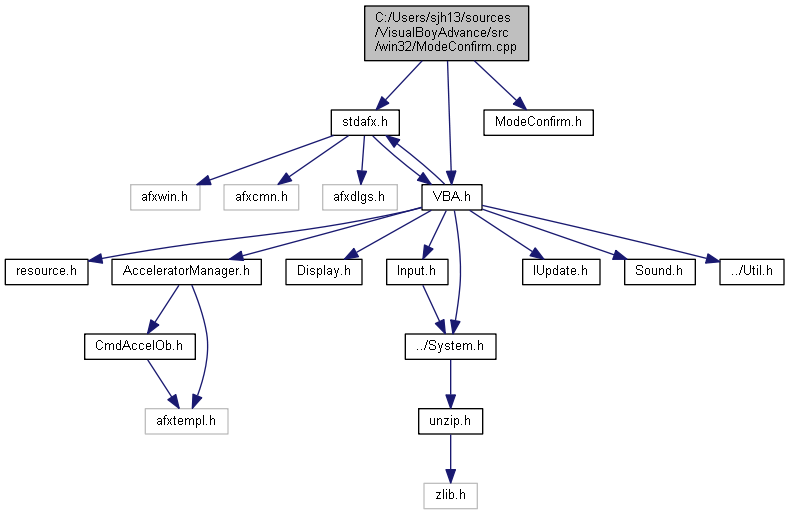 C:/Users/sjh13/sources
/VisualBoyAdvance/src
/win32/ModeConfirm.cpp
stdafx.h
ModeConfirm.h
afxwin.h
afxcmn.h
afxdlgs.h
VBA.h
resource.h
AcceleratorManager.h
Display.h
Input.h
IUpdate.h
Sound.h
../Util.h
CmdAccelOb.h
../System.h
afxtempl.h
unzip.h
zlib.h